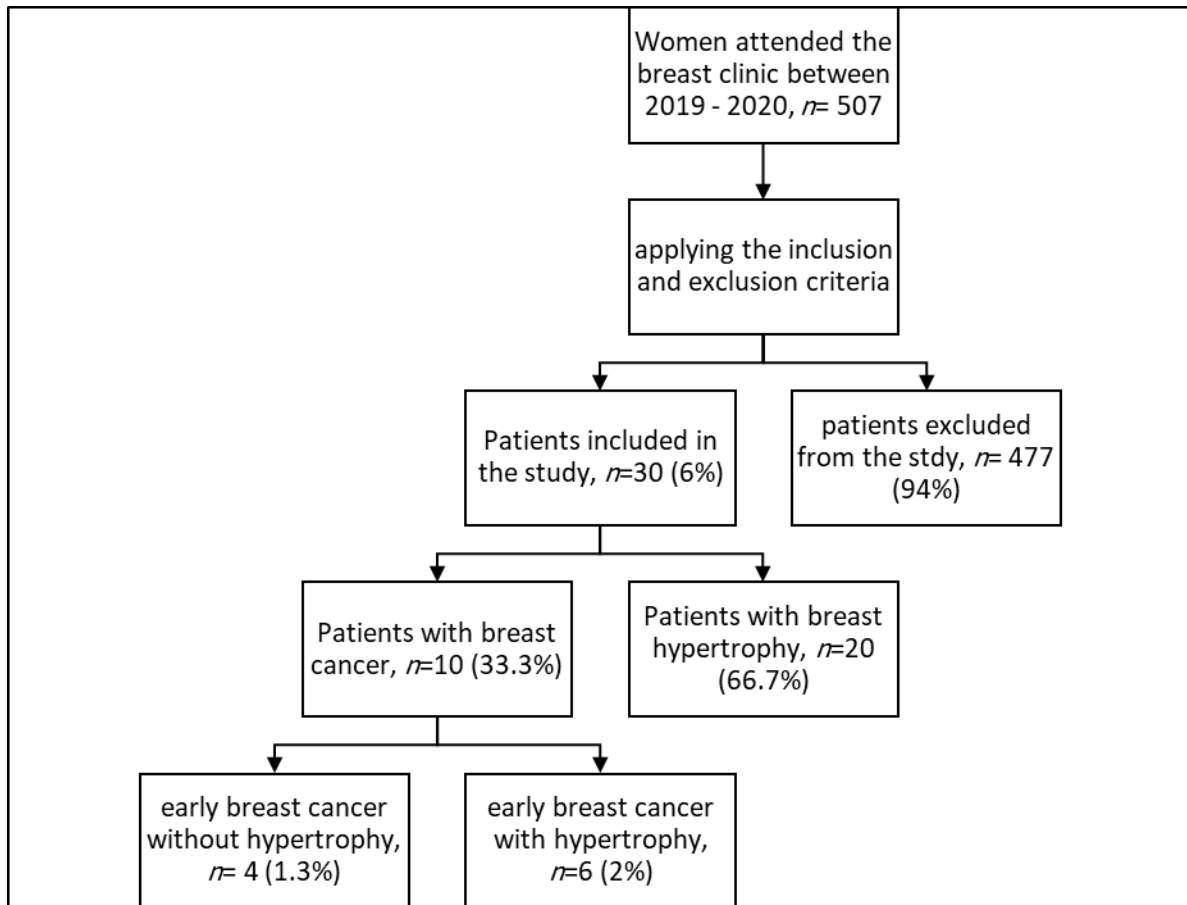 Women attended the
breast clinic between
2019 - 2020, n= 507
applying the inclusion
and exclusion criteria
Patients included in
the study, n=30 (6%)
patients excluded
from the stdy, n= 477
(94%)
Patients with breast
cancer, n=10 (33.3%)
Patients with breast
hypertrophy, n=20
(66.7%)
early breast cancer
without hypertrophy,
n= 4 (1.3%)
early breast cancer
with hypertrophy,
n=6 (2%)